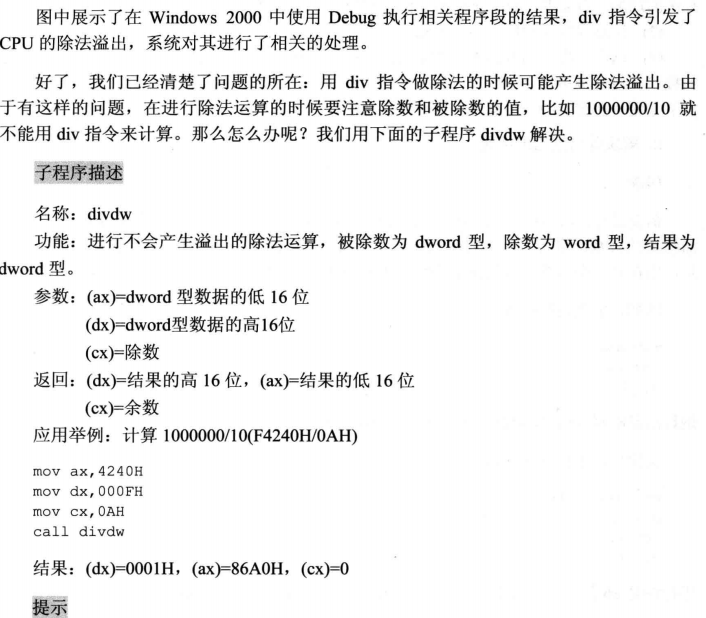 图中展示了在 Windows 2000 中使用 Debug 执行相关程序段的结果，div 指令引发了
CPU 的除法溢出，系统对其进行了相关的处理。
好了，我们已经清楚了问题的所在：用 div 指令做除法的时候可能产生除法溢出。由
于有这样的问题，在进行除法运算的时候要注意除数和被除数的值，比如 1000000/10 就
不能用 div 指令来计算。那么怎么办呢？我们用下面的子程序 divdw 解决。
子程序描述
名称：divdw
功能：进行不会产生溢出的除法运算，被除数为 dword 型，除数为 word 型，结果为
dword 型。
参数：(ax)=dword 型数据的低 16 位
(dx)=dword型数据的高16位
(cx)=除数
返回：(dx)=结果的高 16 位，(ax)=结果的低 16 位
(cx)=余数
应用举例：计算 1000000/10(F4240H/0AH)
mov ax,4240H
mov dx,000FH
mov cx,0AH
call divdw
结果：(dx)=0001H，(ax)=86A0H，(cx)=0
提示